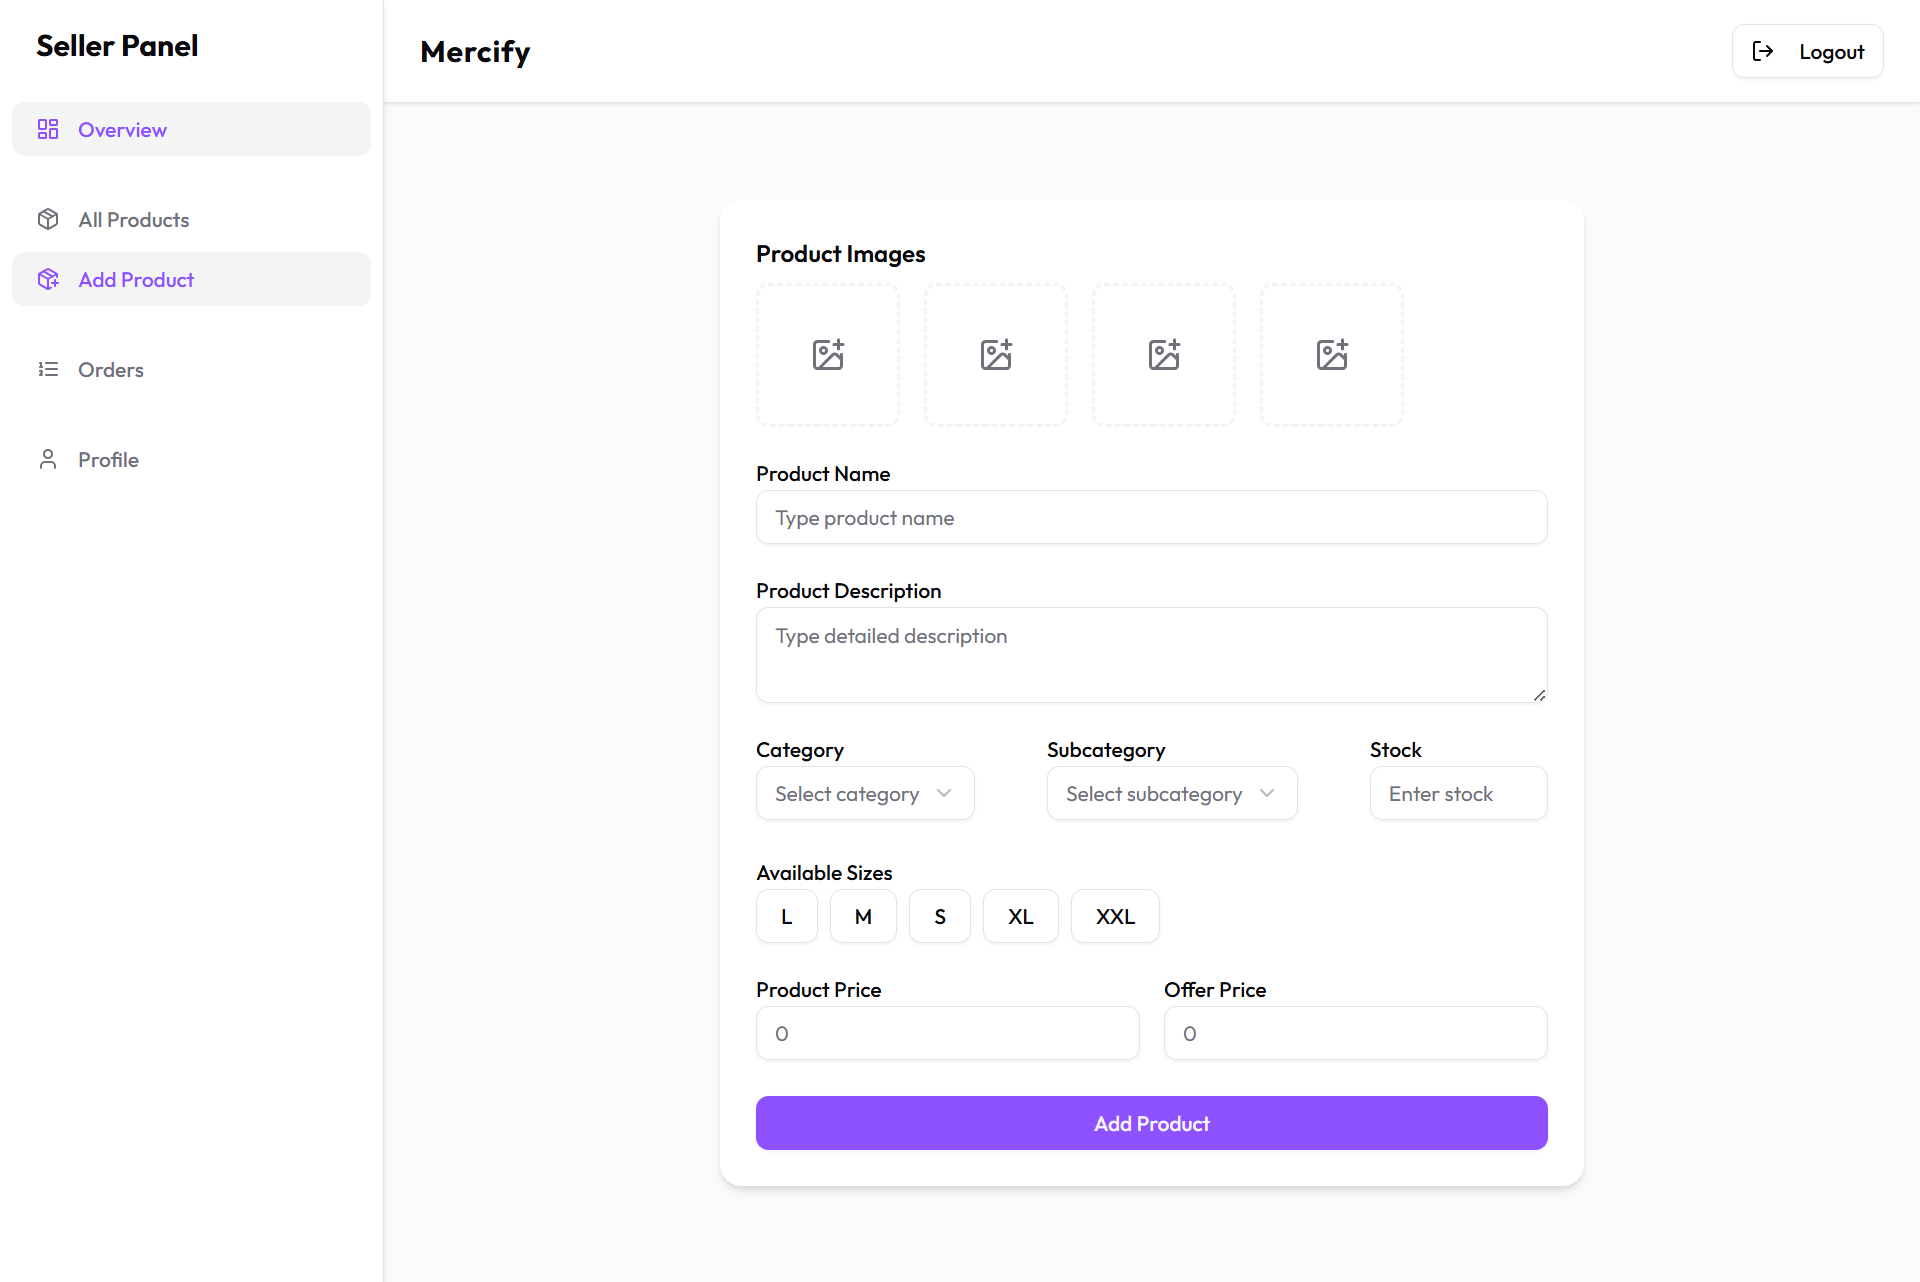 Seller Panel
Overview
All Products
Add Product
Orders
Profile
Mercify
Logout
Product Images
Product Name
Type product name
Product Description
Type detailed description
Category Subcategory Stock
Select category Select subcategory Enter stock
Available Sizes
L M S XL XXL
Product Price Offer Price
0 0
Add Product